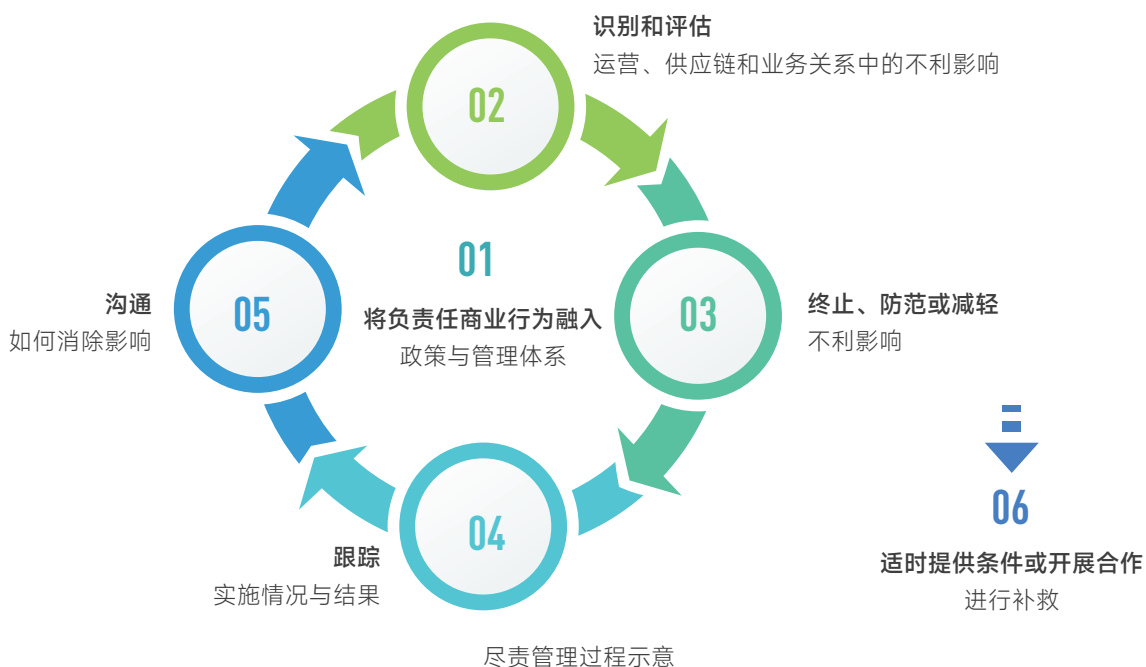 02
识别和评估
运营、供应链和业务关系中的不利影响
01
将负责任商业行为融入
政策与管理体系
03
终止、防范或减轻
不利影响
04
跟踪
实施情况与结果
05
沟通
如何消除影响
06
适时提供条件或开展合作
进行补救
尽责管理过程示意